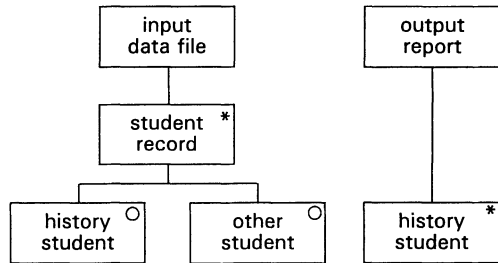 input
data file
output
report
student *
record
history
student
other
student
history *
student